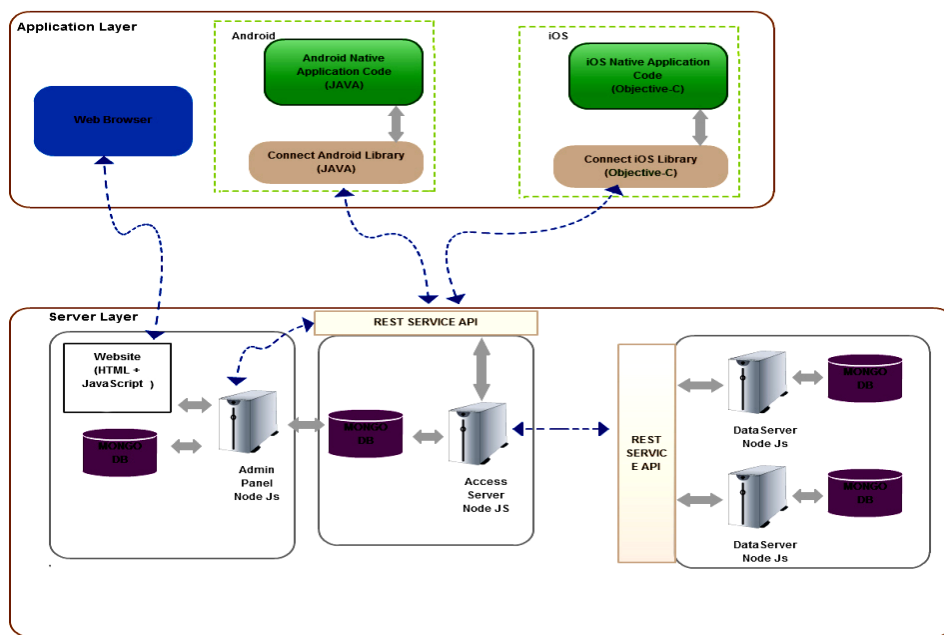 Application Layer
Android
iOS
Web Browser
Android Native
Application Code
(JAVA)
iOS Native Application
Code
(Objective-C)
Connect Android Library
(JAVA)
Connect iOS Library
(Objective-C)
Server Layer
REST SERVICE API
Website
(HTML +
JavaScript )
MONGO
DB
Admin
Panel
Node Js
MONGO
DB
Access
Server
Node JS
REST
SERVIC
E API
DataServer
Node Js
MONGO
DB
DataServer
Node Js
MONGO
DB